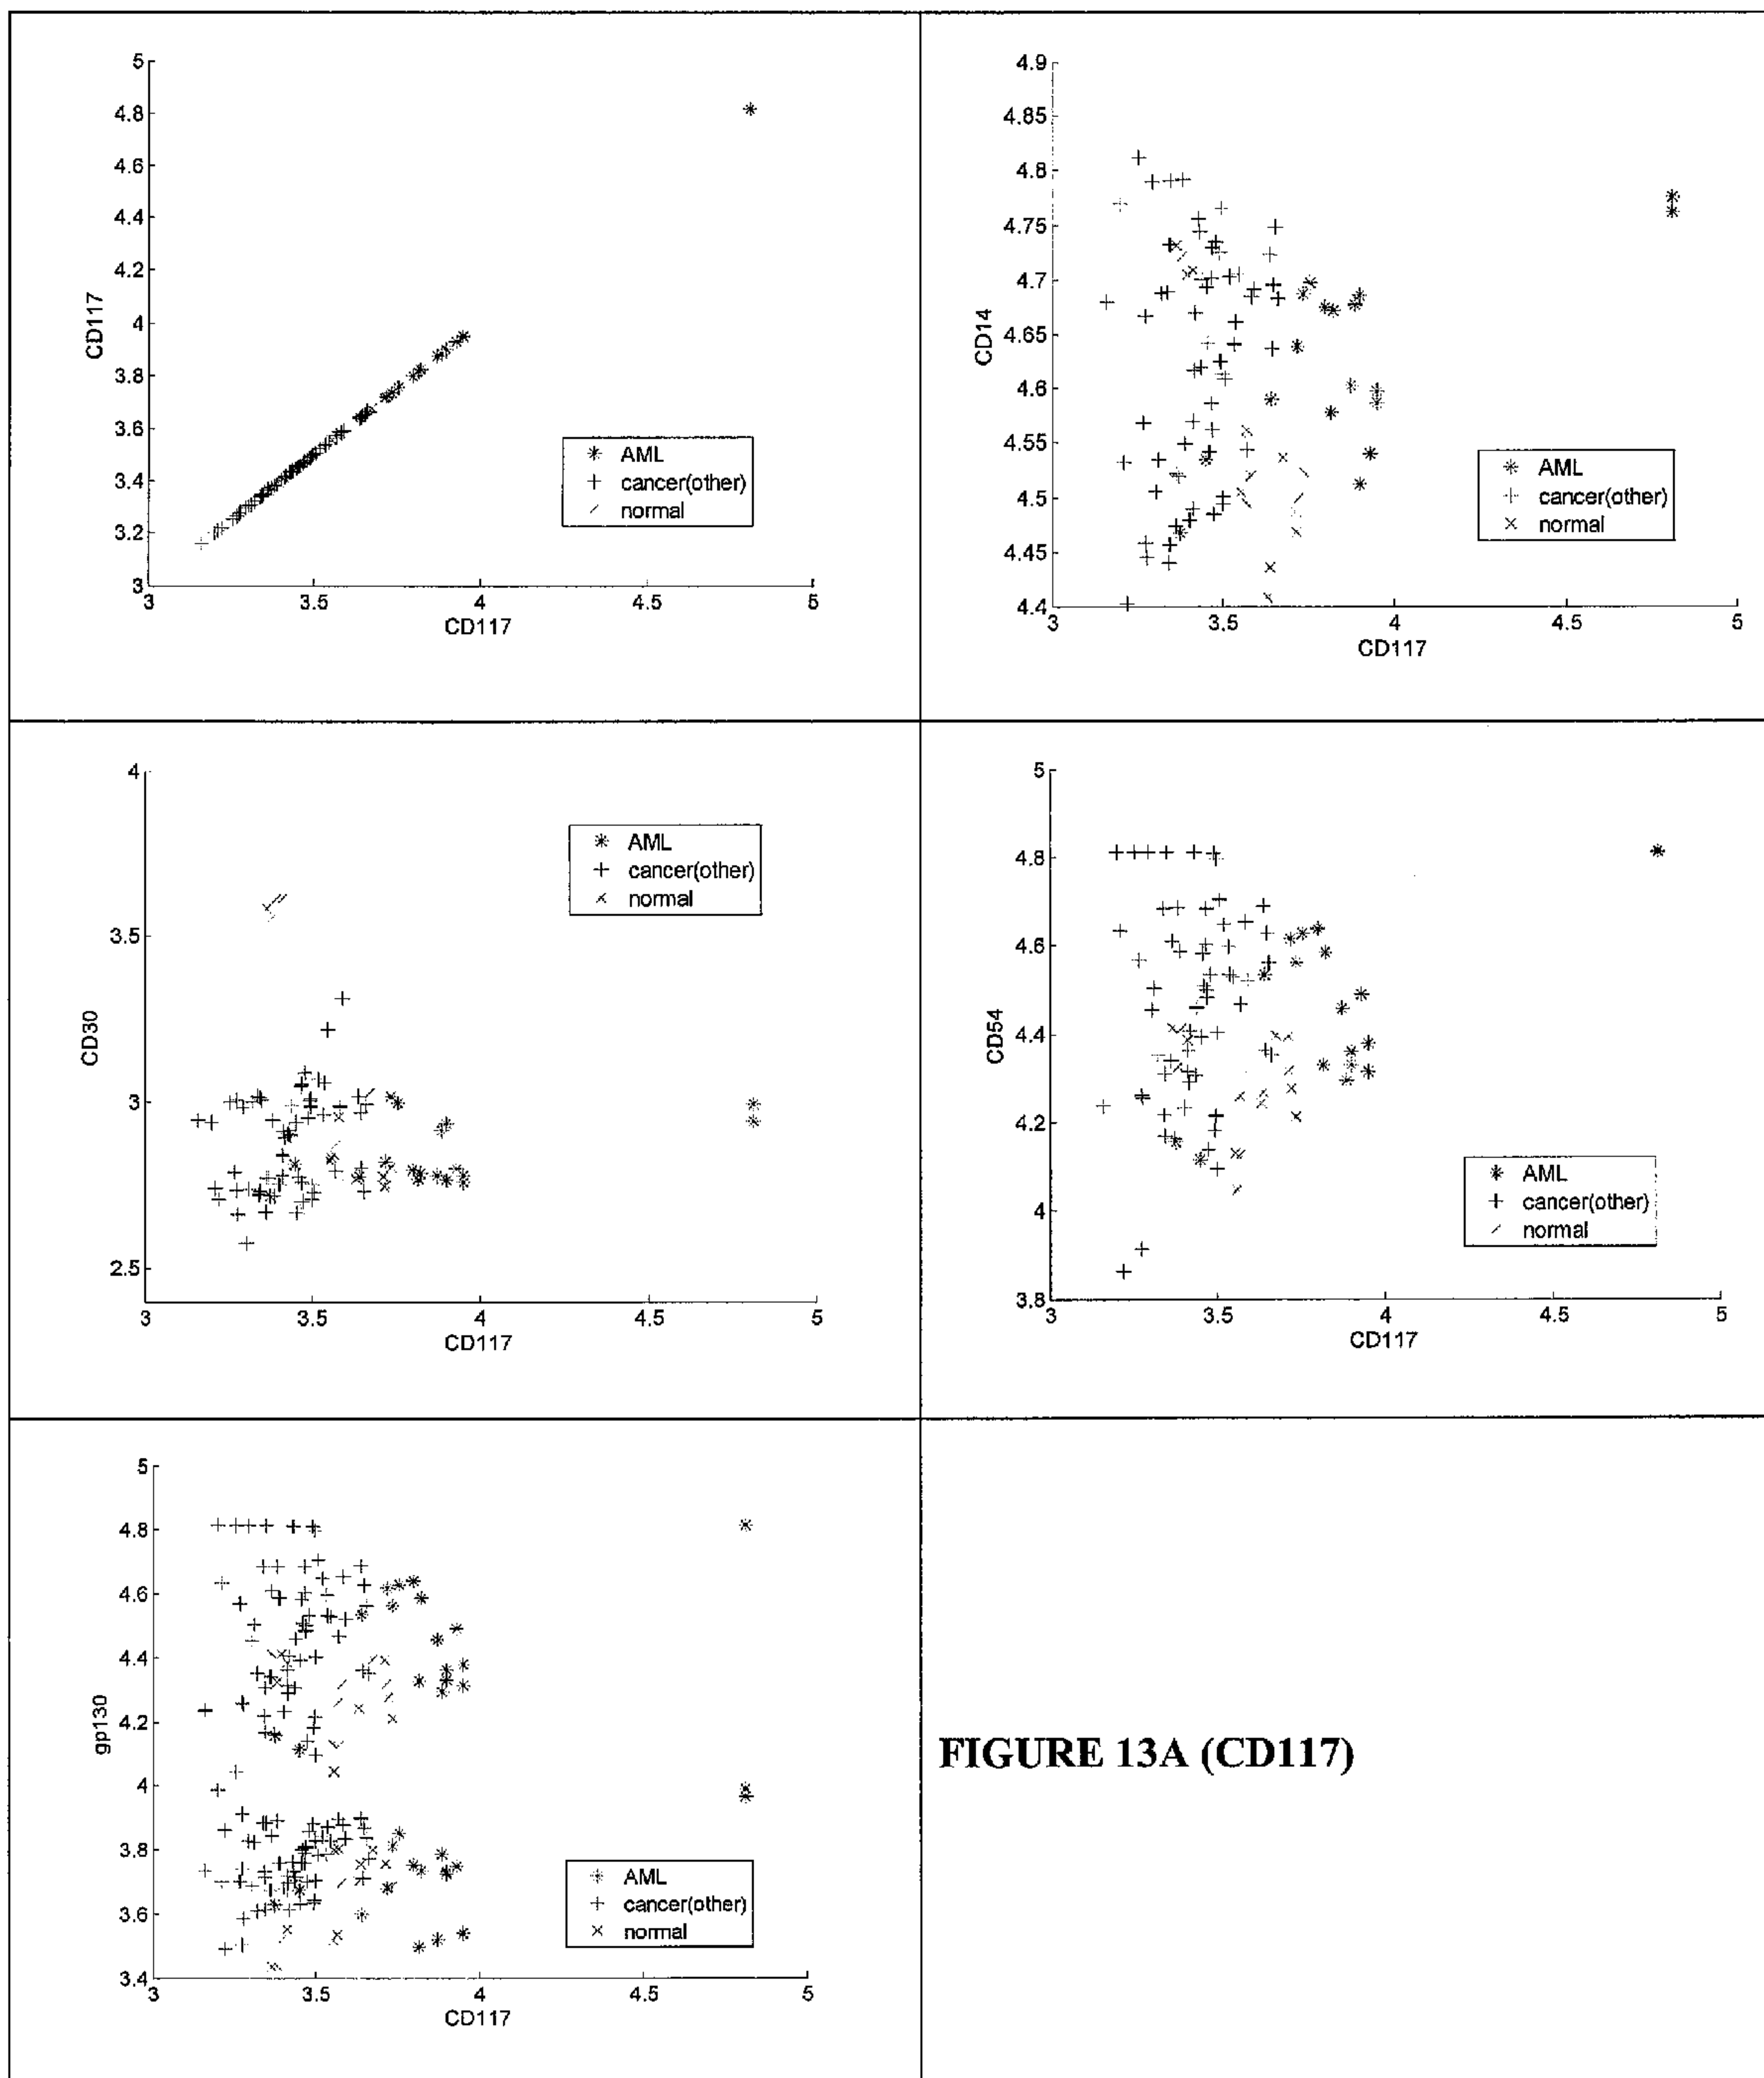 5
4.8
4.6
4.4
4.2
4
3.8
3.6
3.4
3.2
3
CD117
3
3.5
4
4.5
5
CD117
AML
cancer(other)
normal
4.9
4.85
4.8
4.75
4.7
4.65
4.6
4.55
4.5
4.45
4.4
CD14
3
3.5
4
4.5
5
CD117
AML
cancer(other)
normal
4
3.5
3
2.5
CD30
3
3.5
4
4.5
5
CD117
AML
cancer(other)
normal
5
4.8
4.6
4.4
4.2
4
3.8
CD54
3
3.5
4
4.5
5
CD117
AML
cancer(other)
normal
5
4.8
4.6
4.4
4.2
4
3.8
3.6
3.4
gp130
3
3.5
4
4.5
5
CD117
AML
cancer(other)
normal
FIGURE 13A (CD117)